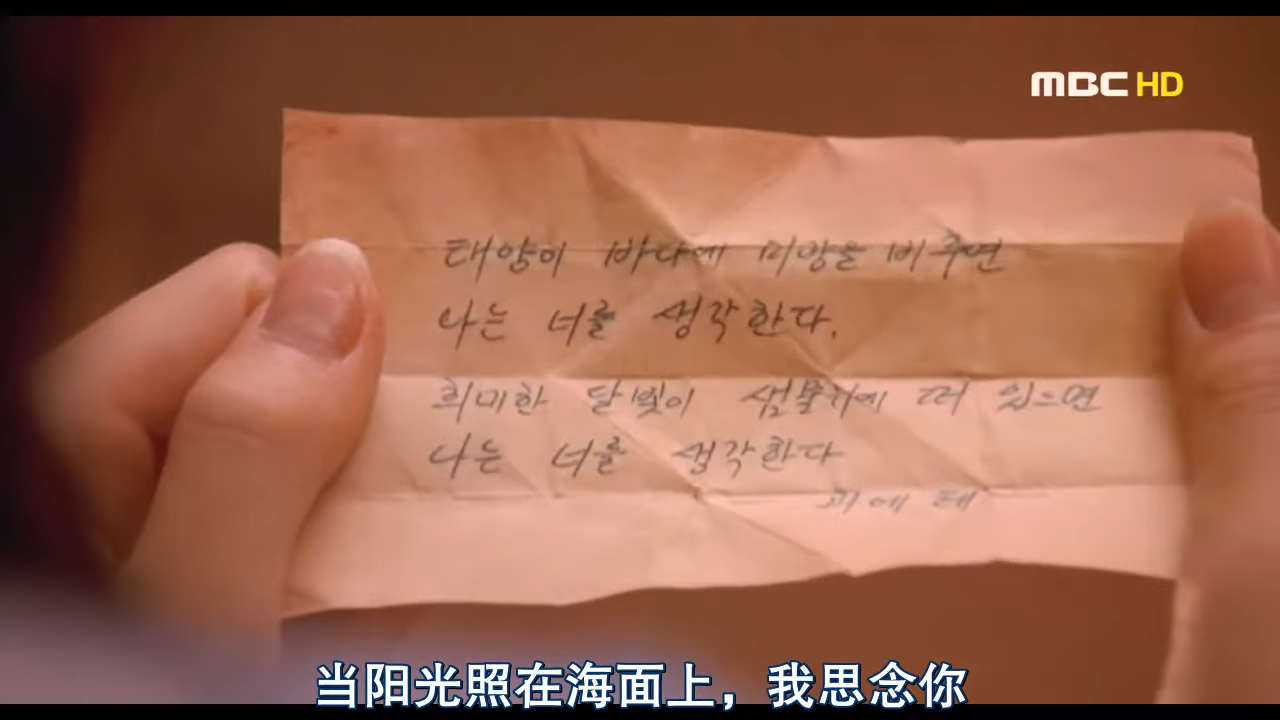 MBC HD
태양이 바다에 미망을 비추면
나는 너를 생각한다.
희미한 달빛이 샘물가에 떠 있으면
나는 너를 생각한다
괴에테
当阳光照在海面上，我思念你